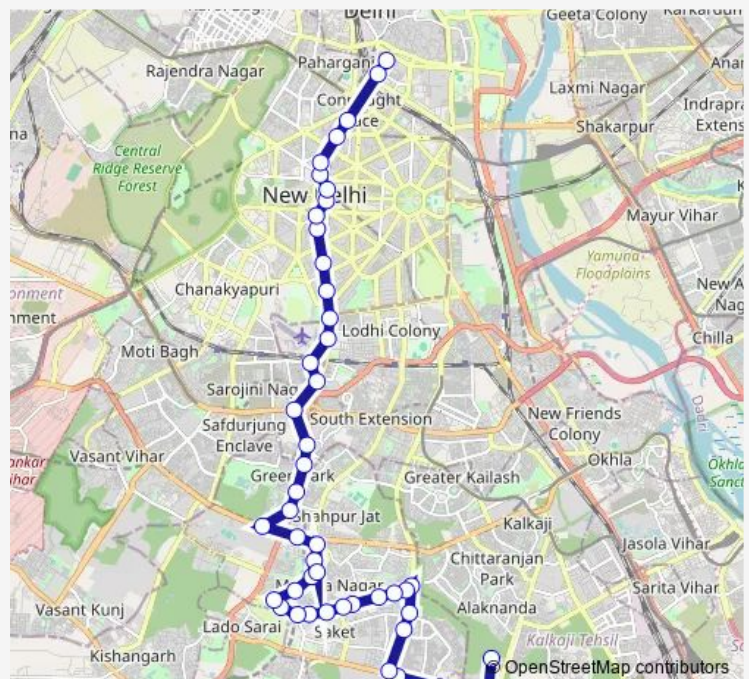 Delhi
Geeta Colony
Rajendra Nagar
Paharganj
Laxmi Nagar
Shakarpur
Central
Ridge Reserve
Forest
New Delhi
Mayur Vihar
Yamuna
Floodplains
Chanakyapuri
Lodhi Colony
Moti Bagh
Chilla
Sarojini Nag
South Extension
Safdurjung
Enclave
New Friends
Colony
Vasant Vihar
Okhla
Green Park
Greater Kailash
Shahpur Jat
Kalkaji
Jasola Vihar
Chittaranjan
Park
Sarita Vihar
Vasant Kunj
Alaknanda
Lado Sarai
Saket
Kalkaji Tehsil
Kishangarh
© OpenStreetMap contributors